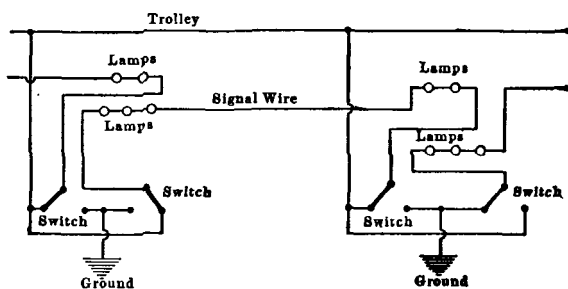 Trolley
Lamps
Signal Wire
Lamps
Lamps
Lamps
Switch
Switch
Switch
Switch
Ground
Ground